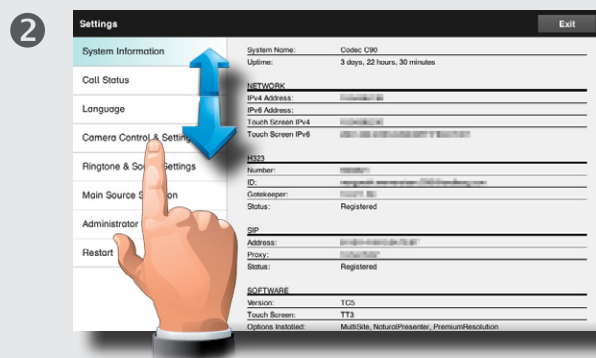 2
Settings
Exit
System Information
Call Status
Language
Camera Control & Settings
Ringtone & So Settings
Main Source S on
Administrator
Restart
System Name: Codec C90
Uptime: 3 days, 22 hours, 30 minutes
NETWORK
IPv4 Address:
IPv6 Address:
Touch Screen IPv4
Touch Screen IPv6
H323
Number:
ID:
Gatekeeper:
Status: Registered
SIP
Address:
Proxy:
Status: Registered
SOFTWARE
Version: TC5
Touch Screen: TT3
Options Installed: MultiSite, NaturalPresenter, PremiumResolution